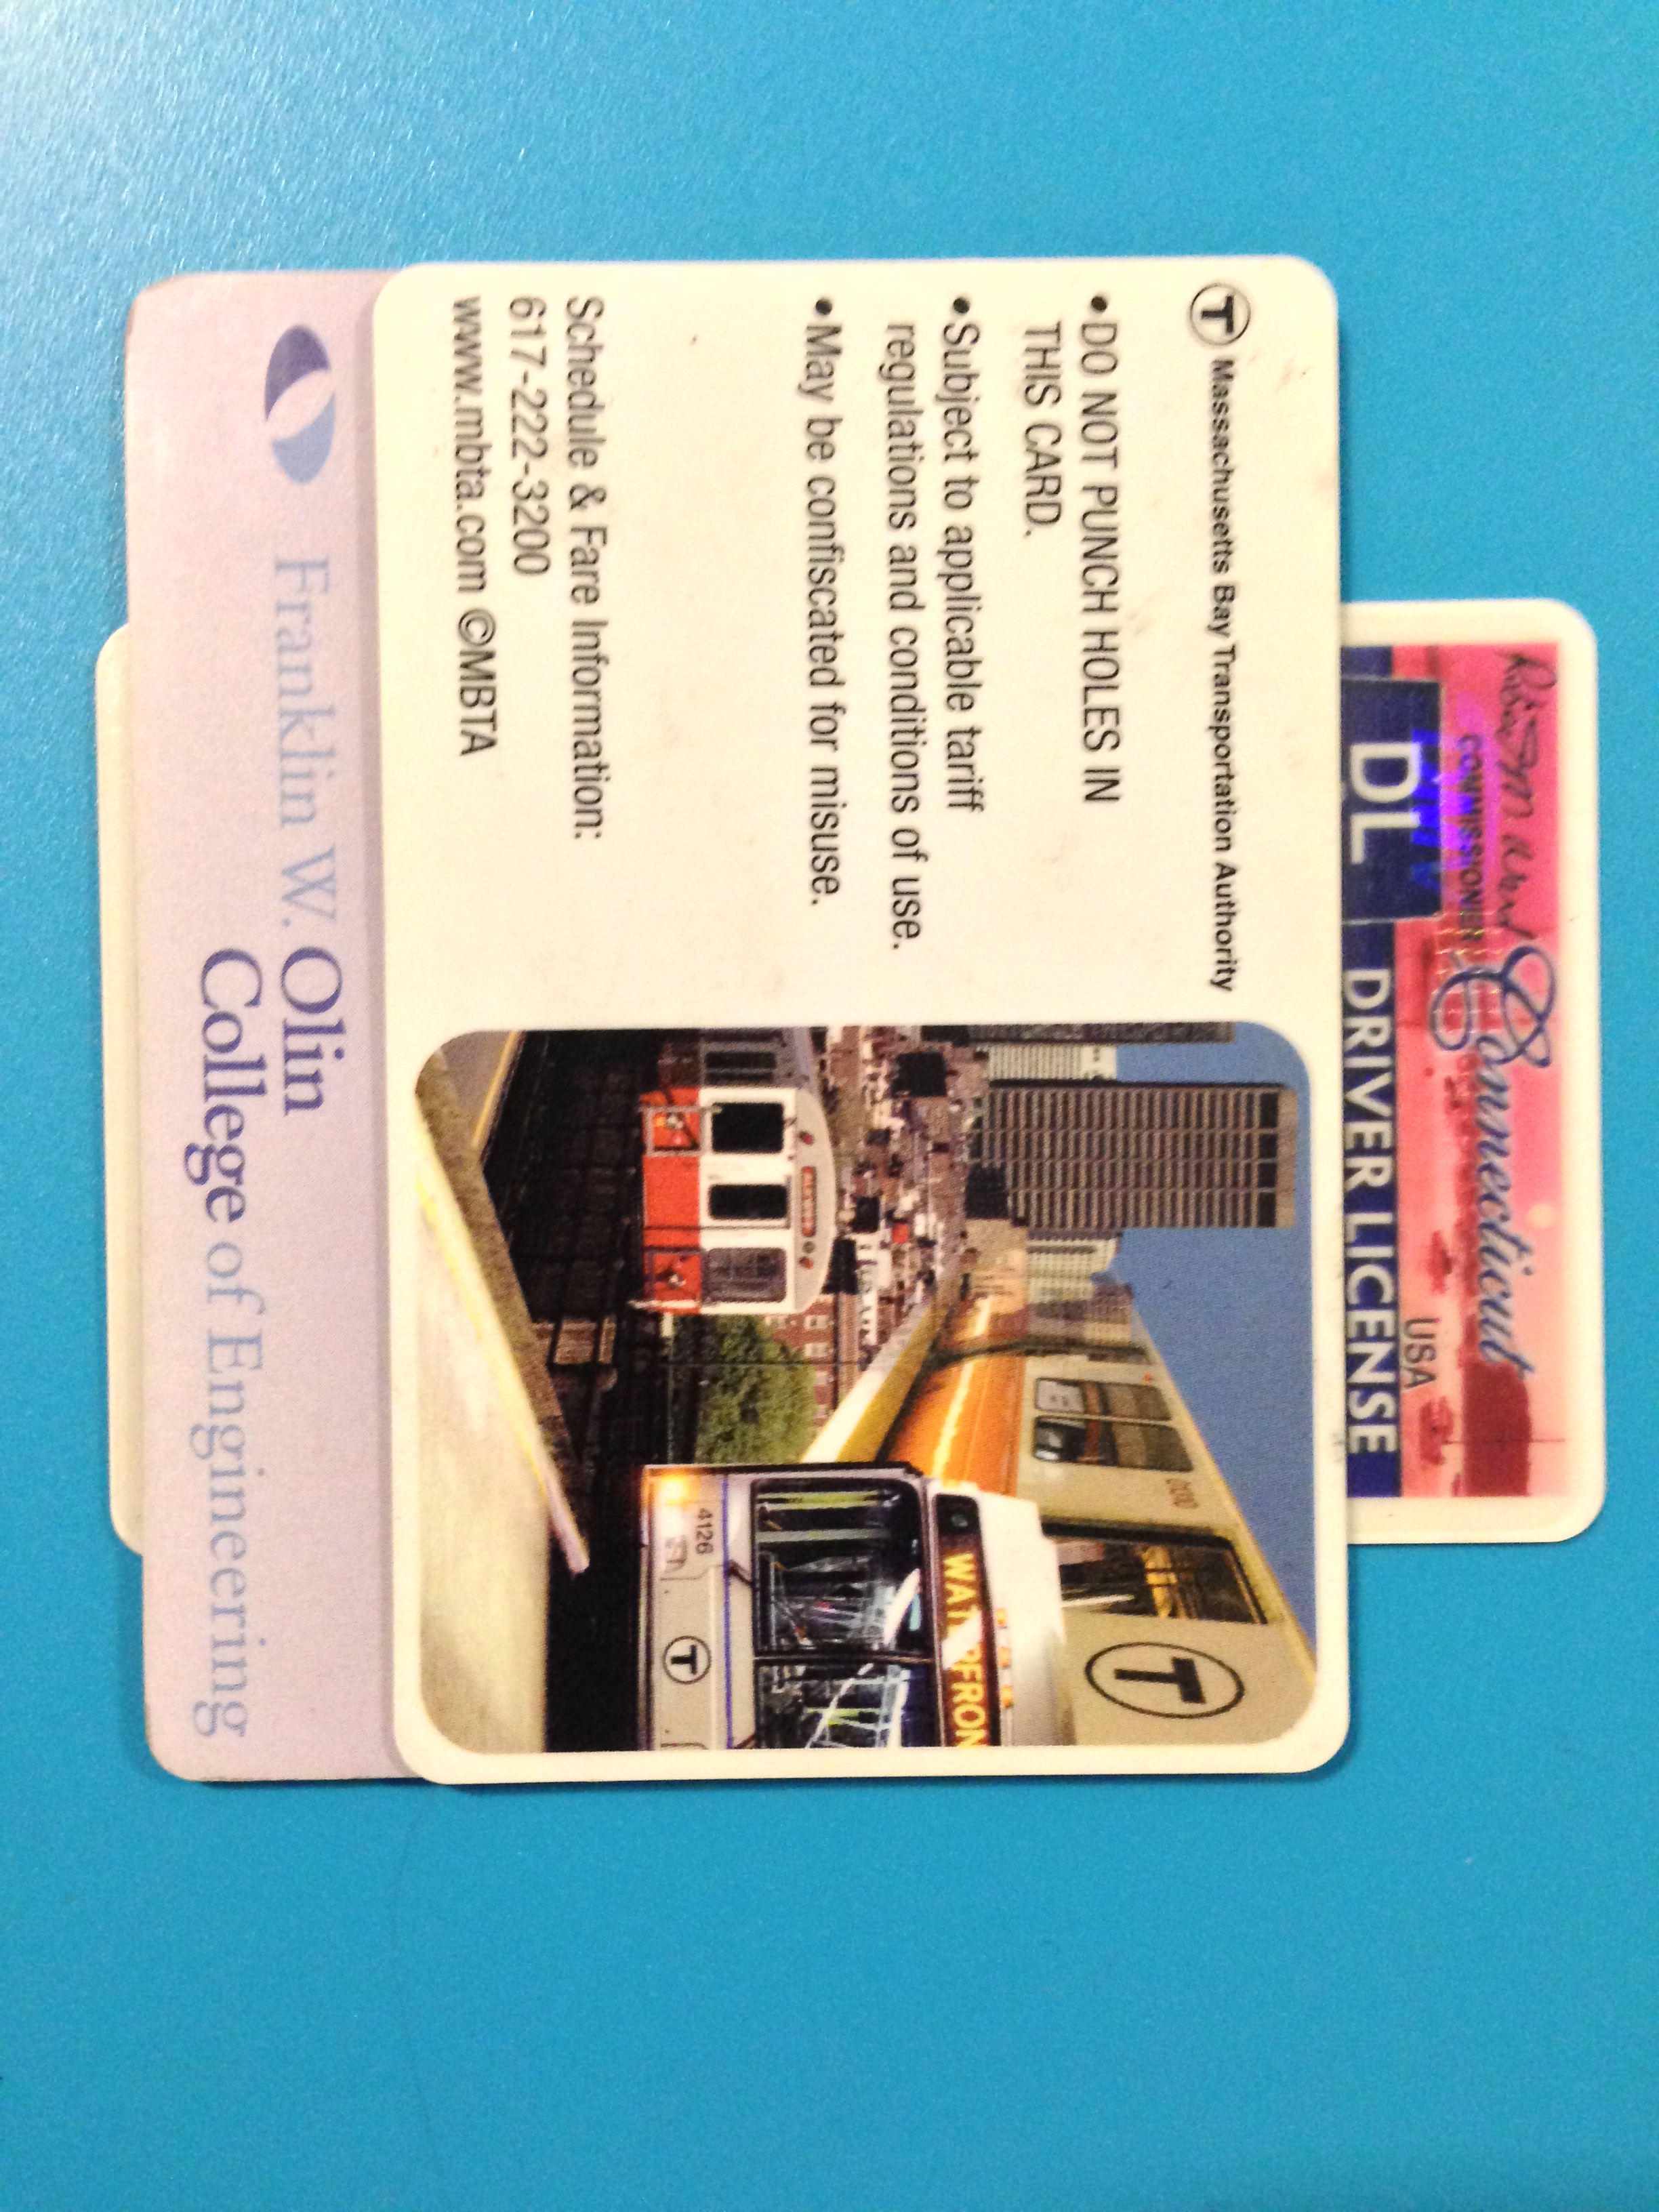 Connecticut
USA
COMMISSIONER
DL DRIVER LICENSE
T Massachusetts Bay Transportation Authority
•DO NOT PUNCH HOLES IN
THIS CARD.
•Subject to applicable tariff
regulations and conditions of use.
•May be confiscated for misuse.
Schedule & Fare Information:
617-222-3200
www.mbta.com ©MBTA
T
4126
T
Franklin W. Olin
College of Engineering